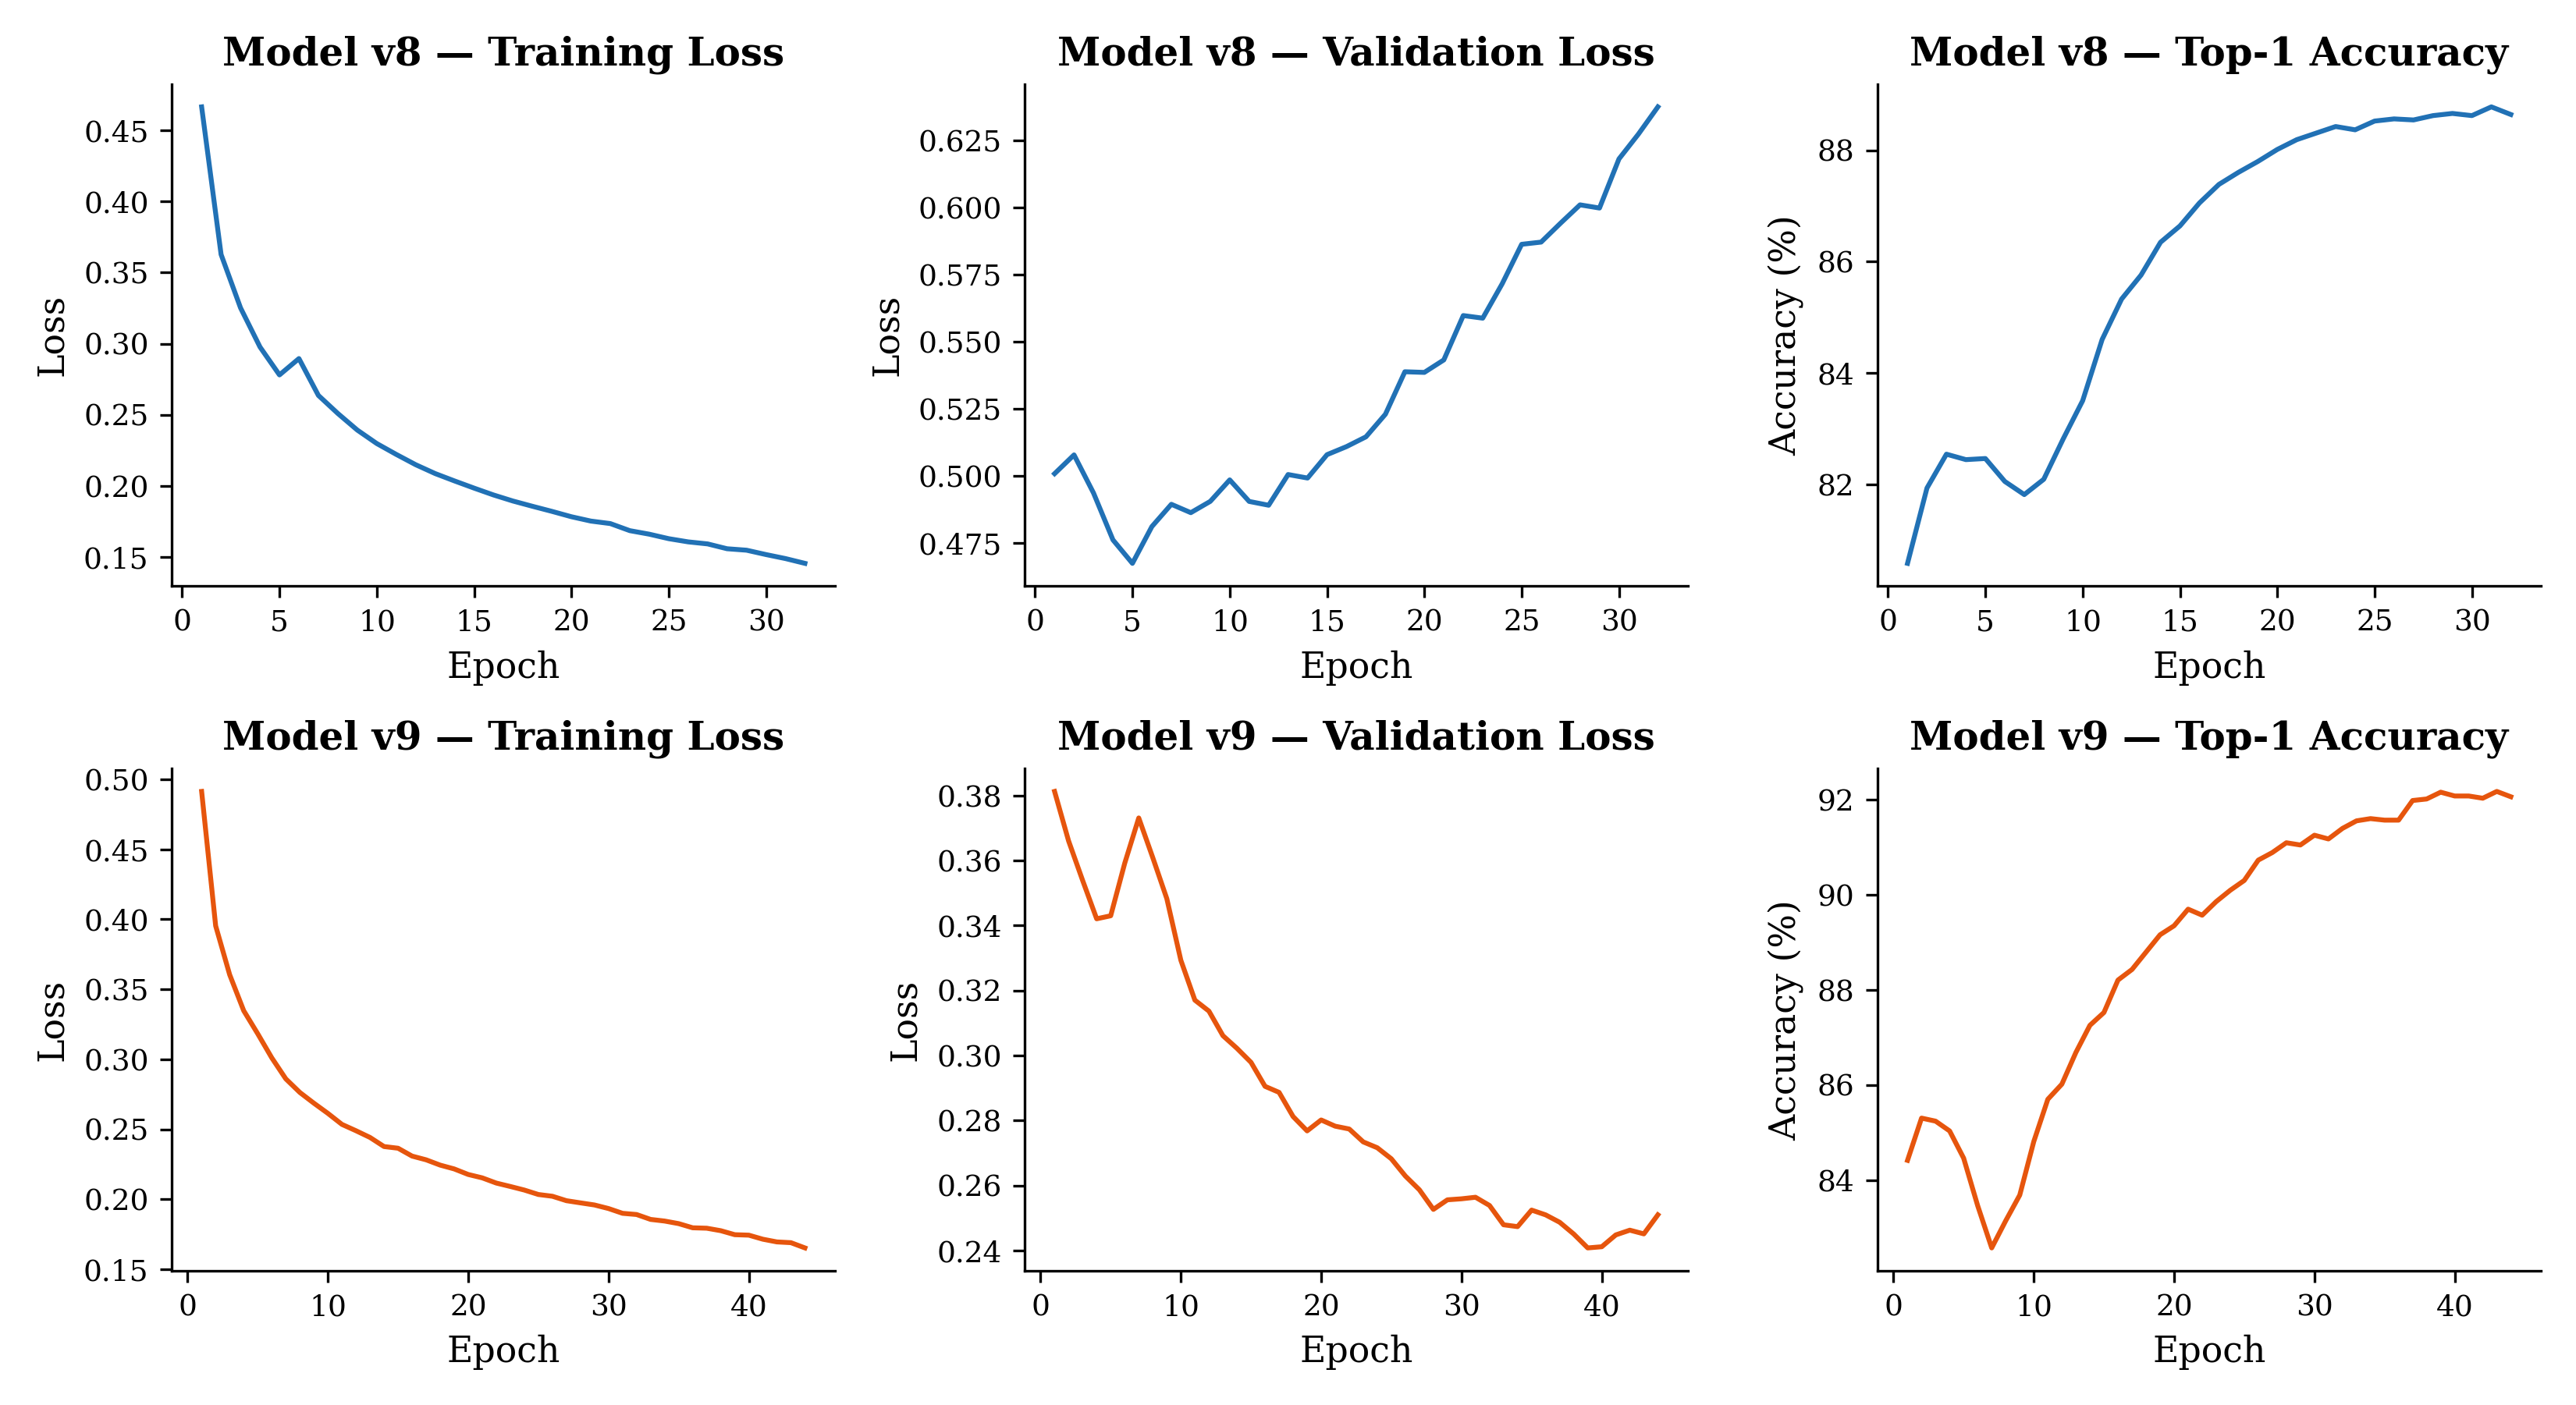 Model v8 — Training Loss
Loss
0.45
0.40
0.35
0.30
0.25
0.20
0.15
0 5 10 15 20 25 30
Epoch
Model v8 — Validation Loss
Loss
0.625
0.600
0.575
0.550
0.525
0.500
0.475
0 5 10 15 20 25 30
Epoch
Model v8 — Top-1 Accuracy
Accuracy (%)
88
86
84
82
0 5 10 15 20 25 30
Epoch
Model v9 — Training Loss
Loss
0.50
0.45
0.40
0.35
0.30
0.25
0.20
0.15
0 10 20 30 40
Epoch
Model v9 — Validation Loss
Loss
0.38
0.36
0.34
0.32
0.30
0.28
0.26
0.24
0 10 20 30 40
Epoch
Model v9 — Top-1 Accuracy
Accuracy (%)
92
90
88
86
84
0 10 20 30 40
Epoch